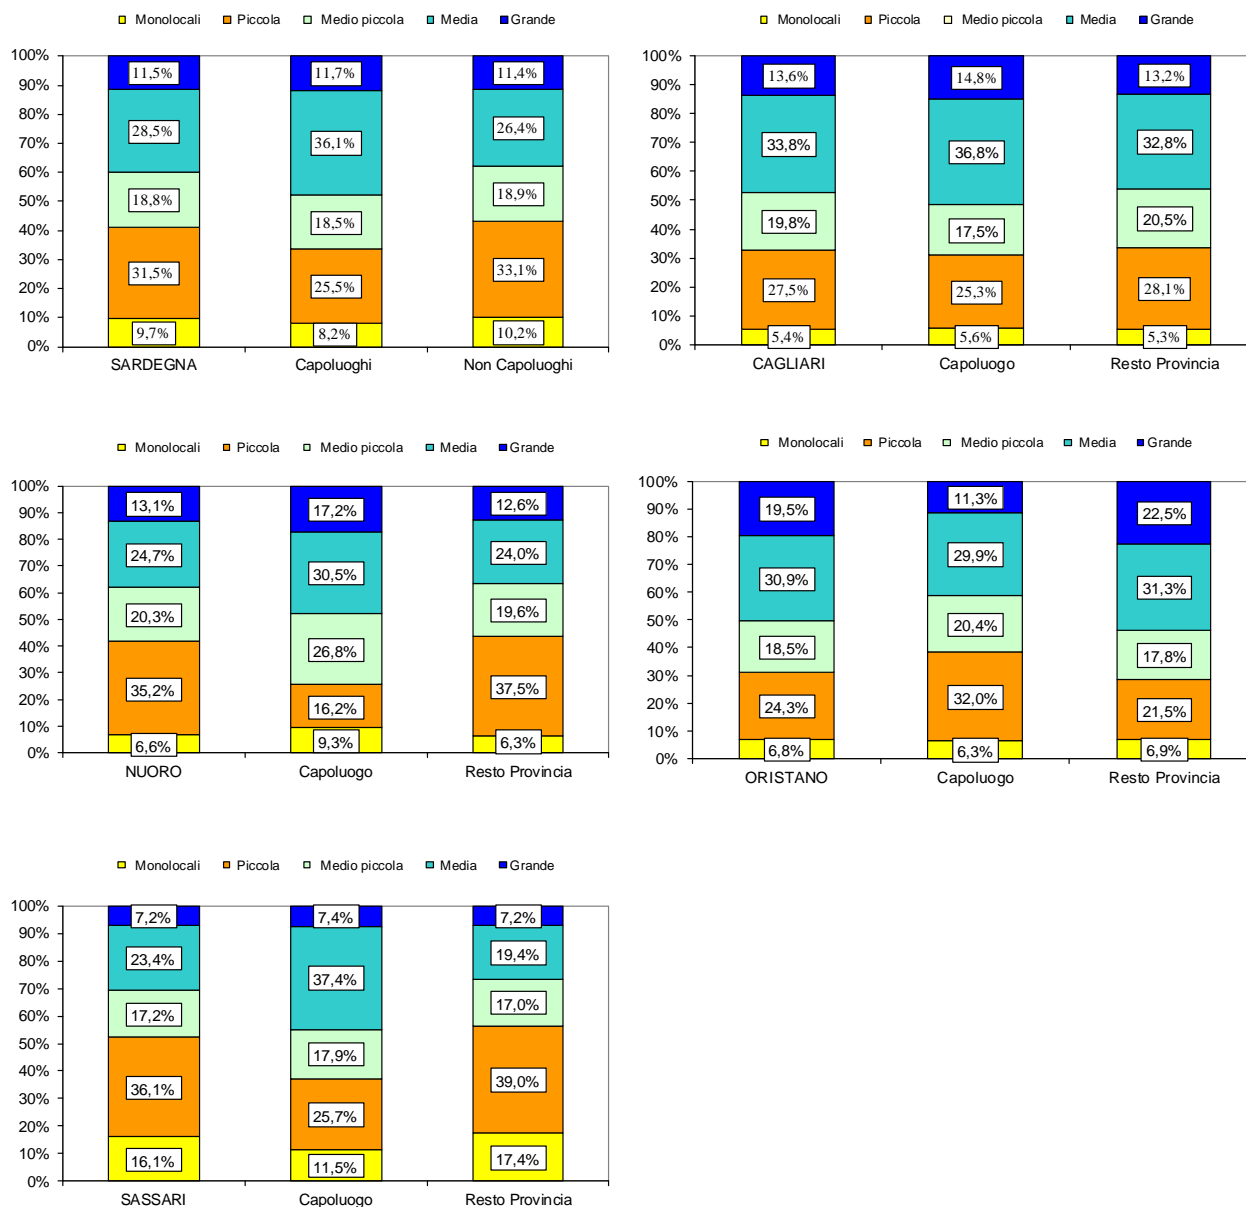 Monolocali Piccola Medio piccola Media Grande
100%
90%
80%
70%
60%
50%
40%
30%
20%
10%
0%
11,5% 11,7% 11,4%
28,5% 36,1% 26,4%
18,8% 18,5% 18,9%
31,5% 25,5% 33,1%
9,7% 8,2% 10,2%
SARDEGNA Capoluoghi Non Capoluoghi
Monolocali Piccola Medio piccola Media Grande
100%
90%
80%
70%
60%
50%
40%
30%
20%
10%
0%
13,6% 14,8% 13,2%
33,8% 36,8% 32,8%
19,8% 17,5% 20,5%
27,5% 25,3% 28,1%
5,4% 5,6% 5,3%
CAGLIARI Capoluogo Resto Provincia
Monolocali Piccola Medio piccola Media Grande
100%
90%
80%
70%
60%
50%
40%
30%
20%
10%
0%
13,1% 17,2% 12,6%
24,7% 30,5% 24,0%
20,3% 26,8% 19,6%
35,2% 16,2% 37,5%
6,6% 9,3% 6,3%
NUORO Capoluogo Resto Provincia
Monolocali Piccola Medio piccola Media Grande
100%
90%
80%
70%
60%
50%
40%
30%
20%
10%
0%
19,5% 11,3% 22,5%
30,9% 29,9% 31,3%
18,5% 20,4% 17,8%
24,3% 32,0% 21,5%
6,8% 6,3% 6,9%
ORISTANO Capoluogo Resto Provincia
Monolocali Piccola Medio piccola Media Grande
100%
90%
80%
70%
60%
50%
40%
30%
20%
10%
0%
7,2% 7,4% 7,2%
23,4% 37,4% 19,4%
17,2% 17,9% 17,0%
36,1% 25,7% 39,0%
16,1% 11,5% 17,4%
SASSARI Capoluogo Resto Provincia